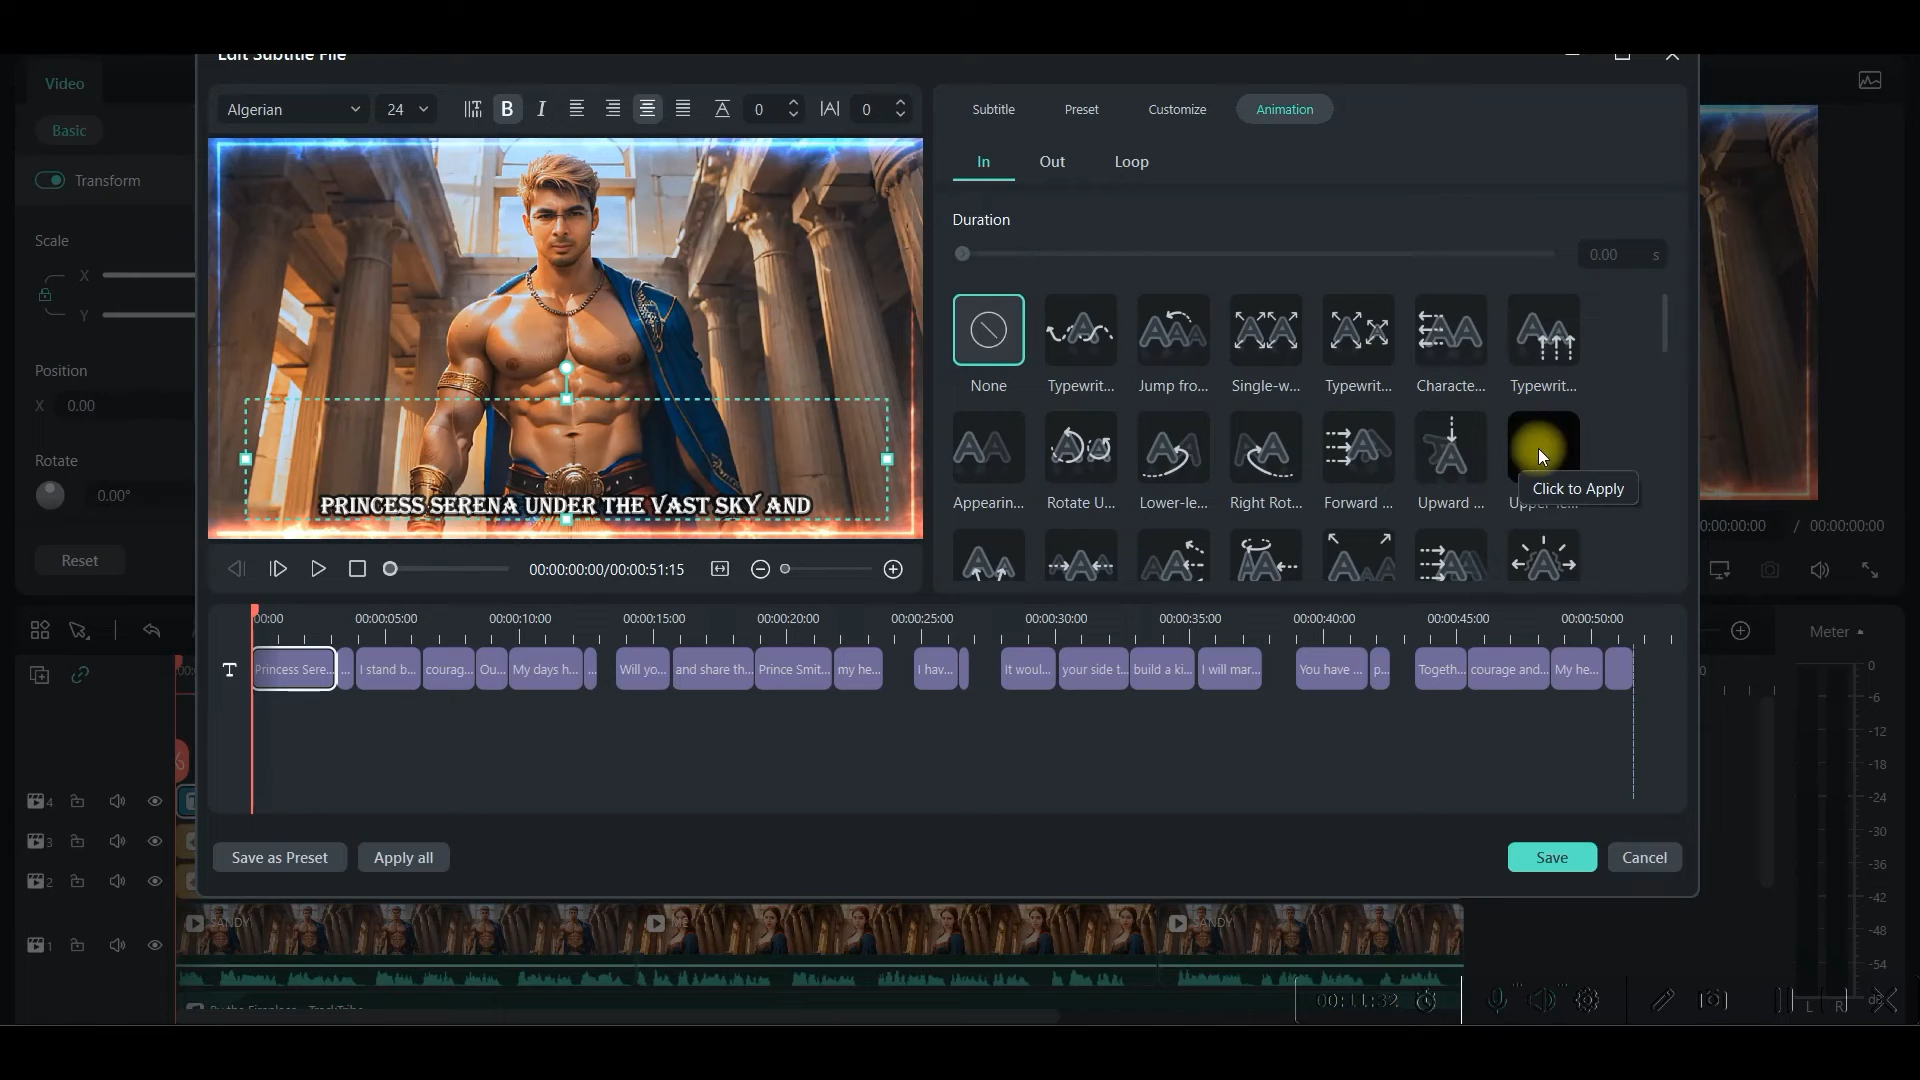 Edit Subtitle File
Video
Algerian
24
B
I
0
0
Subtitle
Preset
Customize
Animation
Basic
In
Out
Loop
Transform
Duration
Scale
0.00
s
X
Y
None
Typewrit...
Jump fro...
Single-w...
Typewrit...
Characte...
Typewrit...
Position
X
0.00
Rotate
0.00°
Click to Apply
Appearin...
Rotate U...
Lower-le...
Right Rot...
Forward ...
Upward ...
PRINCESS SERENA UNDER THE VAST SKY AND
0:00:00:00
/
00:00:00:00
Reset
00:00:00:00/00:00:51:15
00:00
00:00:05:00
00:00:10:00
00:00:15:00
00:00:20:00
00:00:25:00
00:00:30:00
00:00:35:00
00:00:40:00
00:00:45:00
00:00:50:00
Meter
T
Princess Sere...
...
I stand b...
courag...
Ou...
My days h...
...
Will yo...
and share th...
Prince Smit...
my he...
I hav...
It woul...
your side t...
build a ki...
I will mar...
You have ...
p...
Togeth...
courage and...
My he...
0
-6
-12
-18
-24
-30
-36
-42
-48
-54
dB
4
3
2
1
Save as Preset
Apply all
Save
Cancel
SANDY
ME
SANDY
00:11:32
L
R